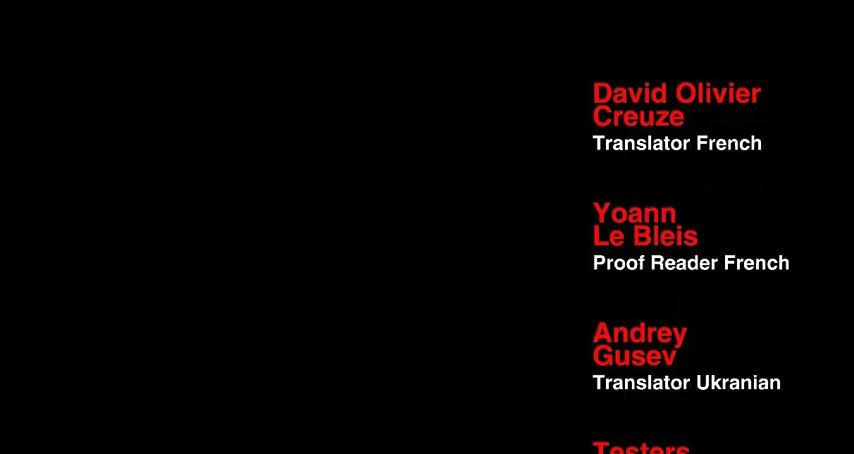 David Olivier
Creuze
Translator French
Yoann
Le Bleis
Proof Reader French
Andrey
Gusev
Translator Ukranian
Testers